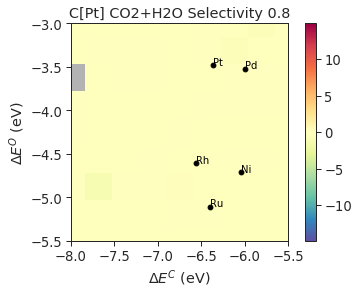 C[Pt] CO2+H2O Selectivity 0.8
−3.0
−3.5
−4.0
−4.5
−5.0
−5.5
ΔE^O (eV)
Pt
Pd
Rh
Ni
Ru
−8.0 −7.5 −7.0 −6.5 −6.0 −5.5
ΔE^C (eV)
10
5
0
−5
−10